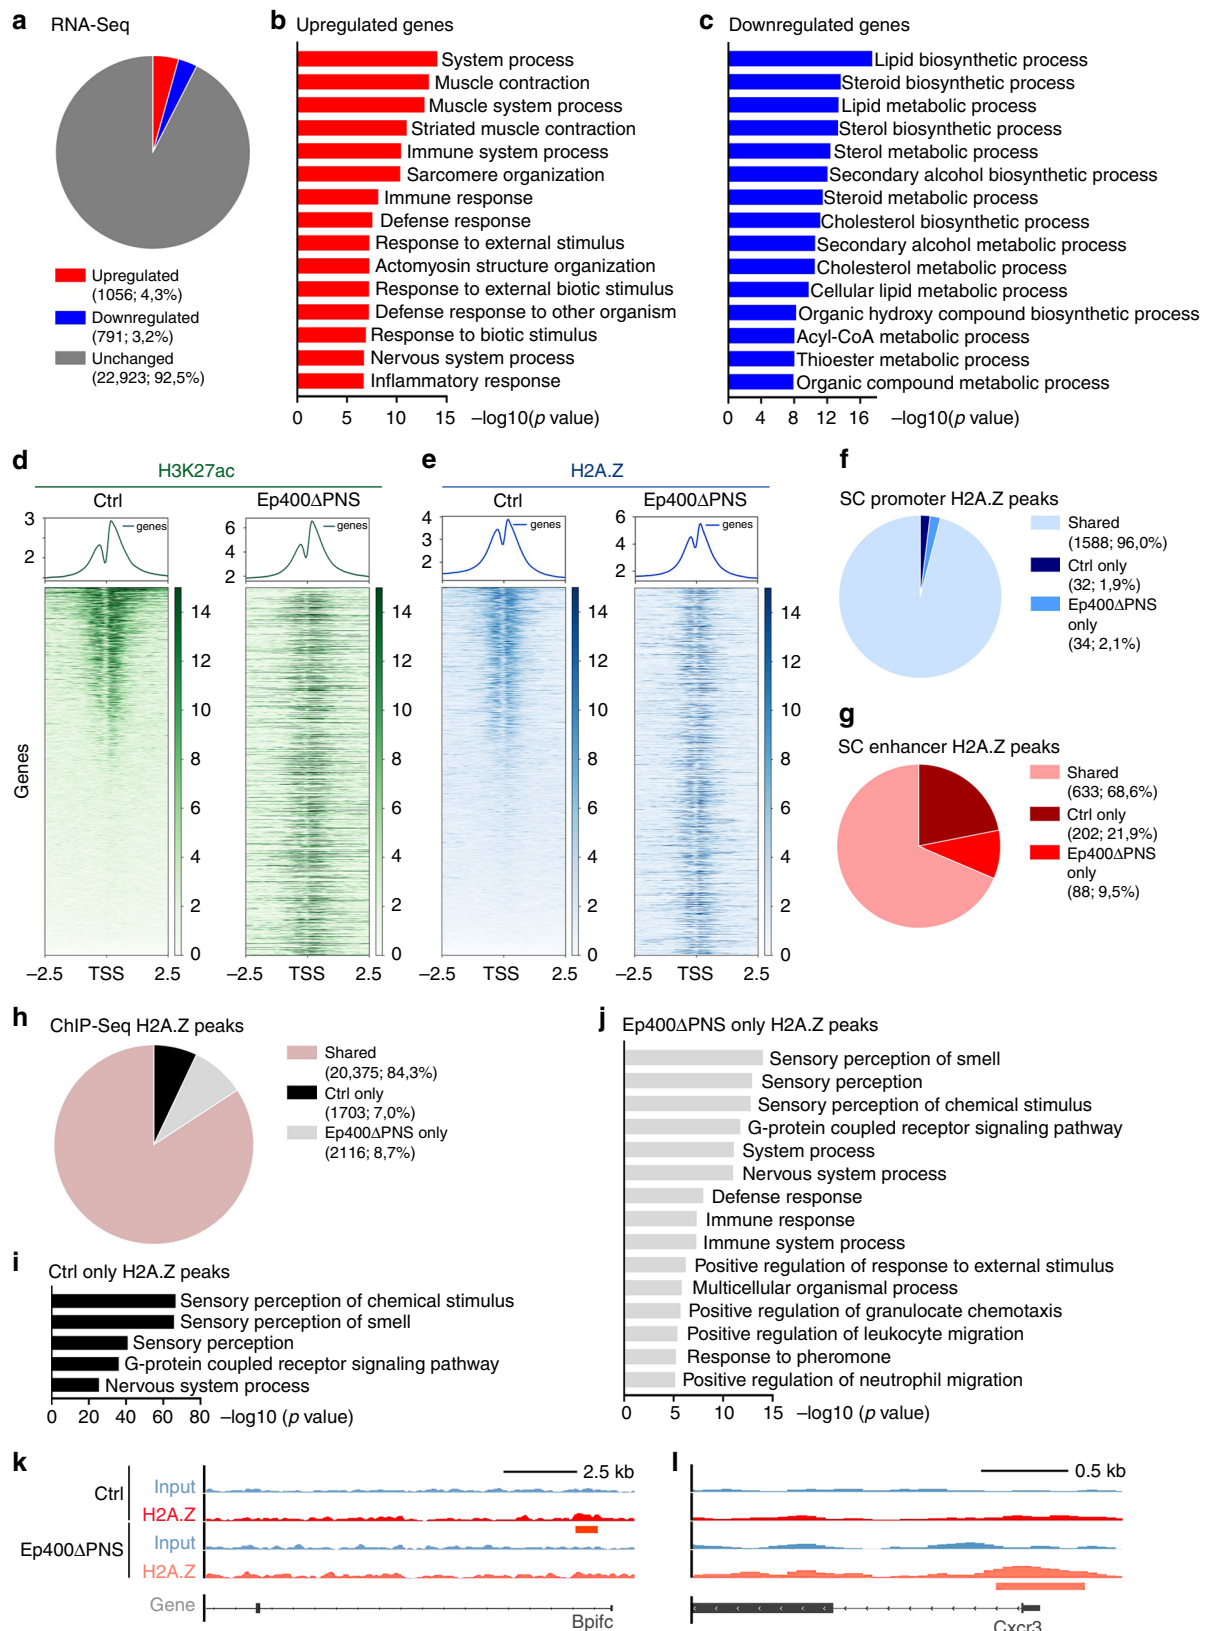 a RNA-Seq
Upregulated
(1056; 4,3%)
Downregulated
(791; 3,2%)
Unchanged
(22,923; 92,5%)
b Upregulated genes
System process
Muscle contraction
Muscle system process
Striated muscle contraction
Immune system process
Sarcomere organization
Immune response
Defense response
Response to external stimulus
Actomyosin structure organization
Response to external biotic stimulus
Defense response to other organism
Response to biotic stimulus
Nervous system process
Inflammatory response
0 5 10 15 –log10(p value)
c Downregulated genes
Lipid biosynthetic process
Steroid biosynthetic process
Lipid metabolic process
Sterol biosynthetic process
Sterol metabolic process
Secondary alcohol biosynthetic process
Steroid metabolic process
Cholesterol biosynthetic process
Secondary alcohol metabolic process
Cholesterol metabolic process
Cellular lipid metabolic process
Organic hydroxy compound biosynthetic process
Acyl-CoA metabolic process
Thioester metabolic process
Organic compound metabolic process
0 4 8 12 16 –log10(p value)
d H3K27ac
Ctrl
3
2
genes
Genes
14
12
10
8
6
4
2
0
–2.5 TSS 2.5
Ep400ΔPNS
6
4
2
genes
14
12
10
8
6
4
2
0
–2.5 TSS 2.5
e H2A.Z
Ctrl
4
3
2
genes
14
12
10
8
6
4
2
0
–2.5 TSS 2.5
Ep400ΔPNS
6
4
2
genes
14
12
10
8
6
4
2
0
–2.5 TSS 2.5
f
SC promoter H2A.Z peaks
Shared
(1588; 96,0%)
Ctrl only
(32; 1,9%)
Ep400ΔPNS
only
(34; 2,1%)
g
SC enhancer H2A.Z peaks
Shared
(633; 68,6%)
Ctrl only
(202; 21,9%)
Ep400ΔPNS
only
(88; 9,5%)
h ChIP-Seq H2A.Z peaks
Shared
(20,375; 84,3%)
Ctrl only
(1703; 7,0%)
Ep400ΔPNS only
(2116; 8,7%)
i Ctrl only H2A.Z peaks
Sensory perception of chemical stimulus
Sensory perception of smell
Sensory perception
G-protein coupled receptor signaling pathway
Nervous system process
0 20 40 60 80 –log10 (p value)
j Ep400ΔPNS only H2A.Z peaks
Sensory perception of smell
Sensory perception
Sensory perception of chemical stimulus
G-protein coupled receptor signaling pathway
System process
Nervous system process
Defense response
Immune response
Immune system process
Positive regulation of response to external stimulus
Multicellular organismal process
Positive regulation of granulocate chemotaxis
Positive regulation of leukocyte migration
Response to pheromone
Positive regulation of neutrophil migration
0 5 10 15 –log10 (p value)
k
2.5 kb
Ctrl
Input
H2A.Z
Ep400ΔPNS
Input
H2A.Z
Gene
Bpifc
l
0.5 kb
Cxcr3